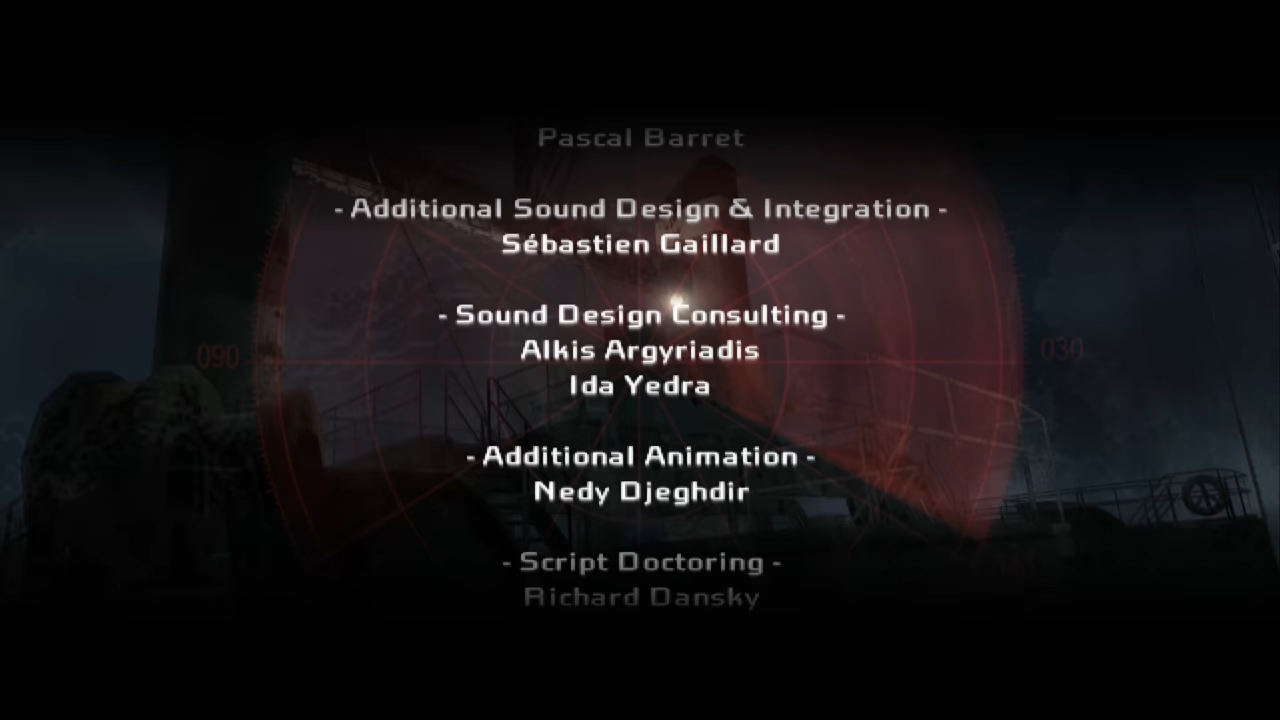 Pascal Barret
- Additional Sound Design & Integration -
Sébastien Gaillard
- Sound Design Consulting -
Alkis Argyriadis
090
030
Ida Yedra
- Additional Animation -
Nedy Djeghdir
- Script Doctoring -
Richard Dansky